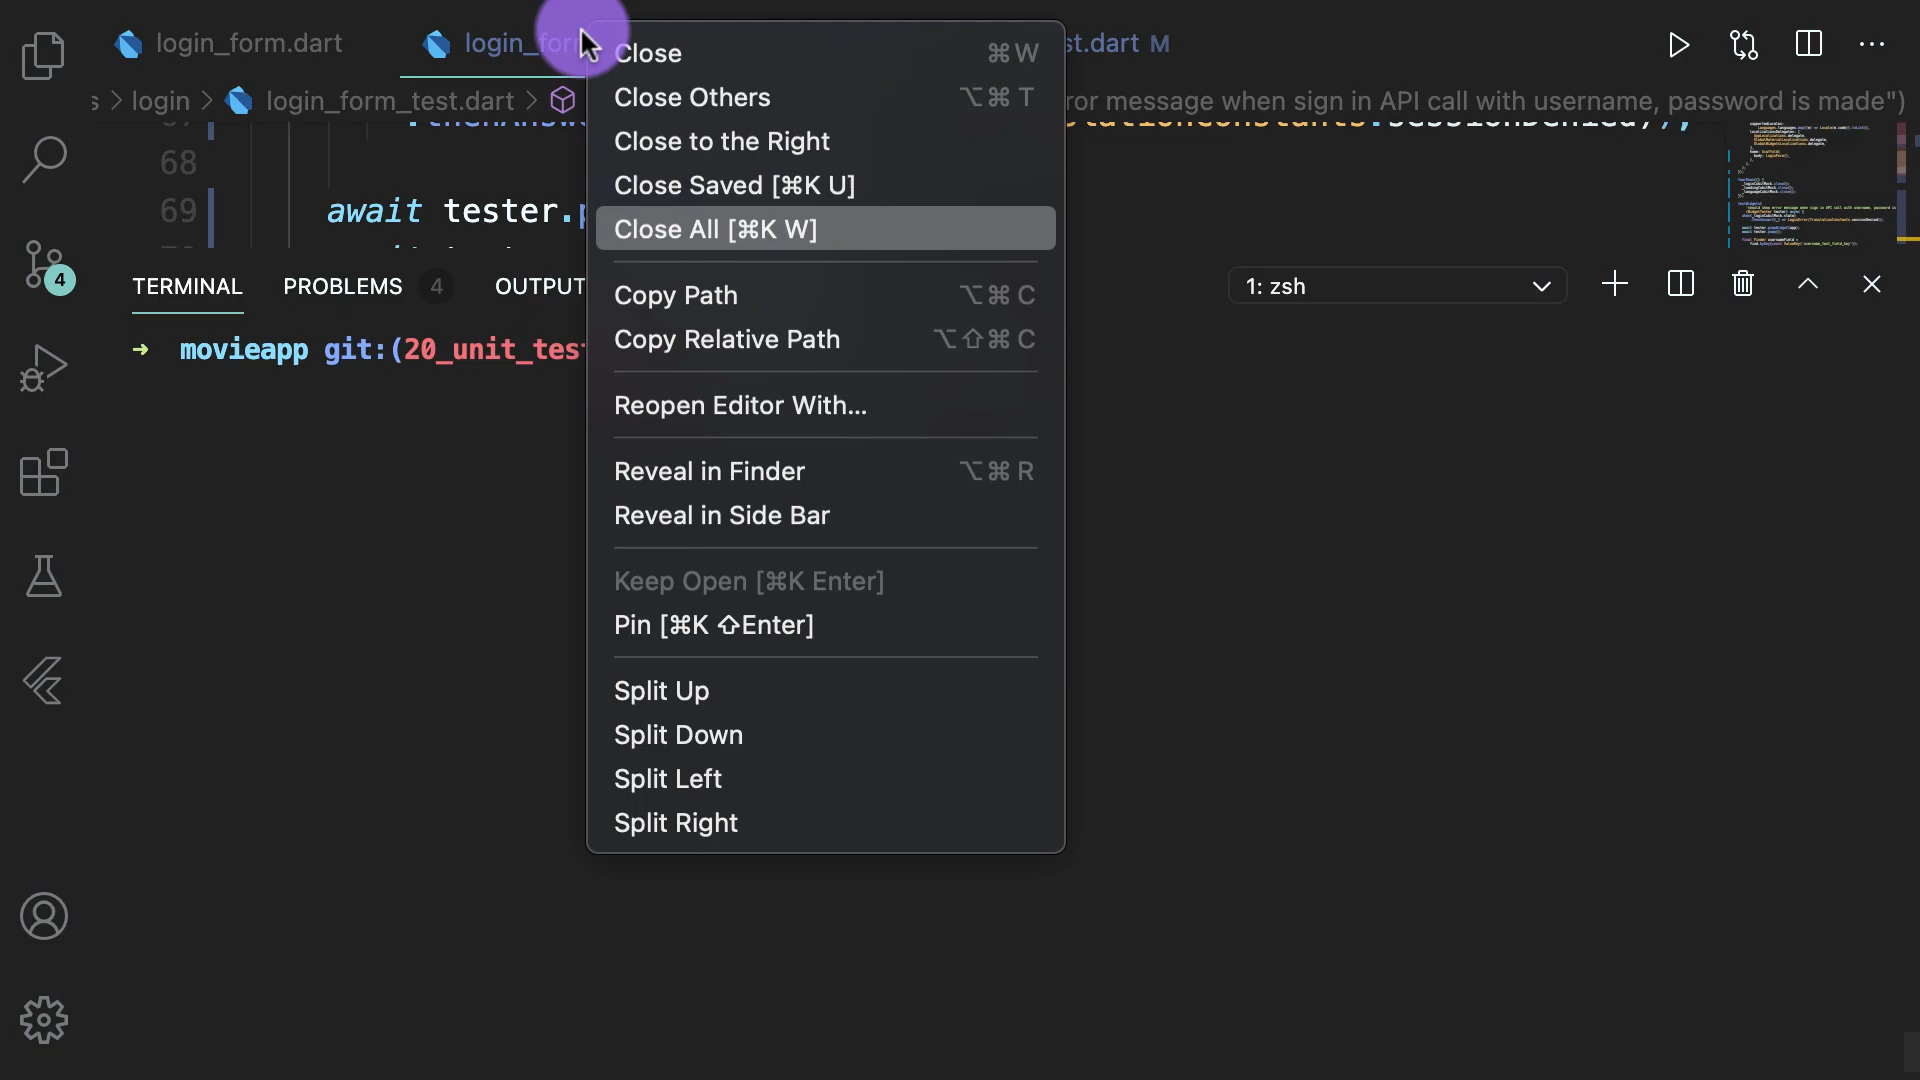 login_form.dart
login_for
st.dart M
s > login > login_form_test.dart >
ror message when sign in API call with username, password is made")
68
69 await tester.p
4
TERMINAL PROBLEMS 4 OUTPUT
1: zsh
→ movieapp git:(20_unit_test
Close ⌘W
Close Others ⌥⌘T
Close to the Right
Close Saved [⌘K U]
Close All [⌘K W]
Copy Path ⌥⌘C
Copy Relative Path ⌥⇧⌘C
Reopen Editor With...
Reveal in Finder ⌥⌘R
Reveal in Side Bar
Keep Open [⌘K Enter]
Pin [⌘K ⇧Enter]
Split Up
Split Down
Split Left
Split Right